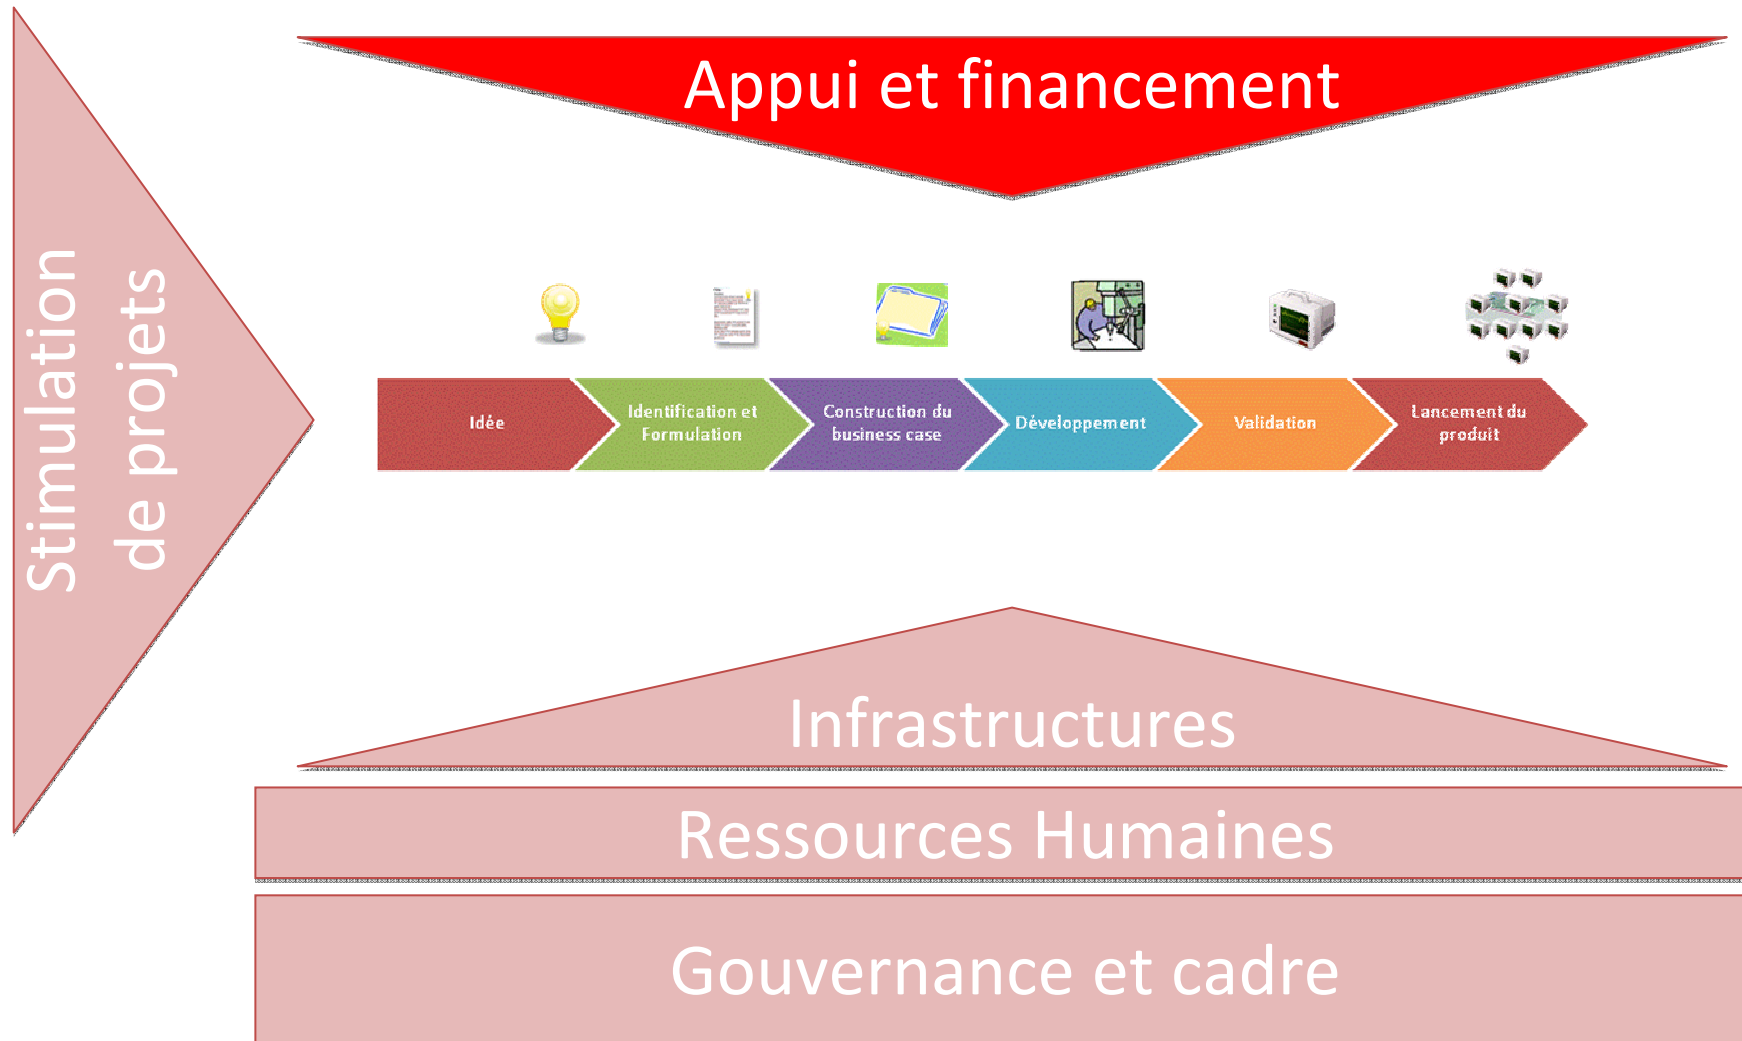 Appui et financement
Stimulation
de projets
Idée
Identification et
Formulation
Construction du
business case
Développement
Validation
Lancement du
produit
Infrastructures
Ressources Humaines
Gouvernance et cadre